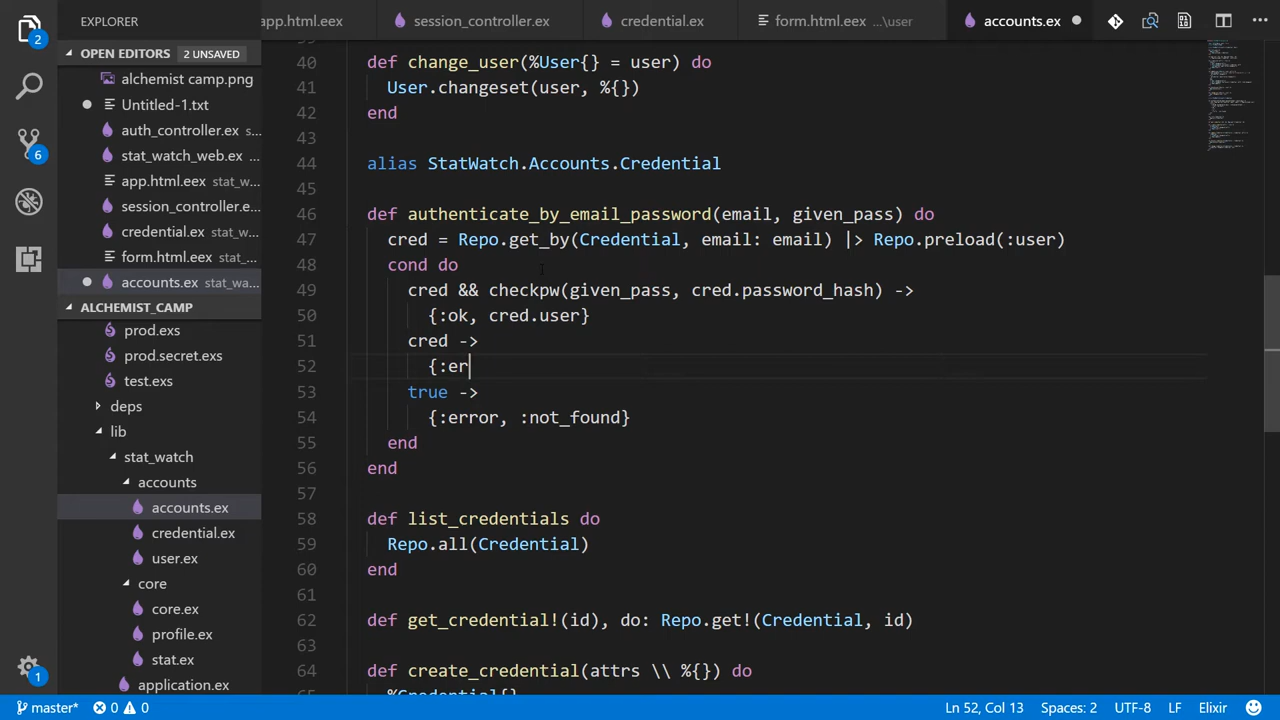 EXPLORER
app.html.eex
session_controller.ex
credential.ex
form.html.eex ...\user
accounts.ex
OPEN EDITORS 2 UNSAVED
alchemist camp.png
Untitled-1.txt
auth_controller.ex ...
stat_watch_web.ex ...
app.html.eex stat_w...
session_controller.e...
credential.ex stat_wa...
form.html.eex ...
accounts.ex stat_wa...
ALCHEMIST_CAMP
prod.exs
prod.secret.exs
test.exs
deps
lib
stat_watch
accounts
accounts.ex
credential.ex
user.ex
core
core.ex
profile.ex
stat.ex
application.ex
2
6
1
40 def change_user(%User{} = user) do
41 User.changeset(user, %{})
42 end
43
44 alias StatWatch.Accounts.Credential
45
46 def authenticate_by_email_password(email, given_pass) do
47 cred = Repo.get_by(Credential, email: email) |> Repo.preload(:user)
48 cond do
49 cred && checkpw(given_pass, cred.password_hash) ->
50 {:ok, cred.user}
51 cred ->
52 {:er
53 true ->
54 {:error, :not_found}
55 end
56 end
57
58 def list_credentials do
59 Repo.all(Credential)
60 end
61
62 def get_credential!(id), do: Repo.get!(Credential, id)
63
64 def create_credential(attrs \\ %{}) do
%Credential{}
master* 0 0 Ln 52, Col 13 Spaces: 2 UTF-8 LF Elixir